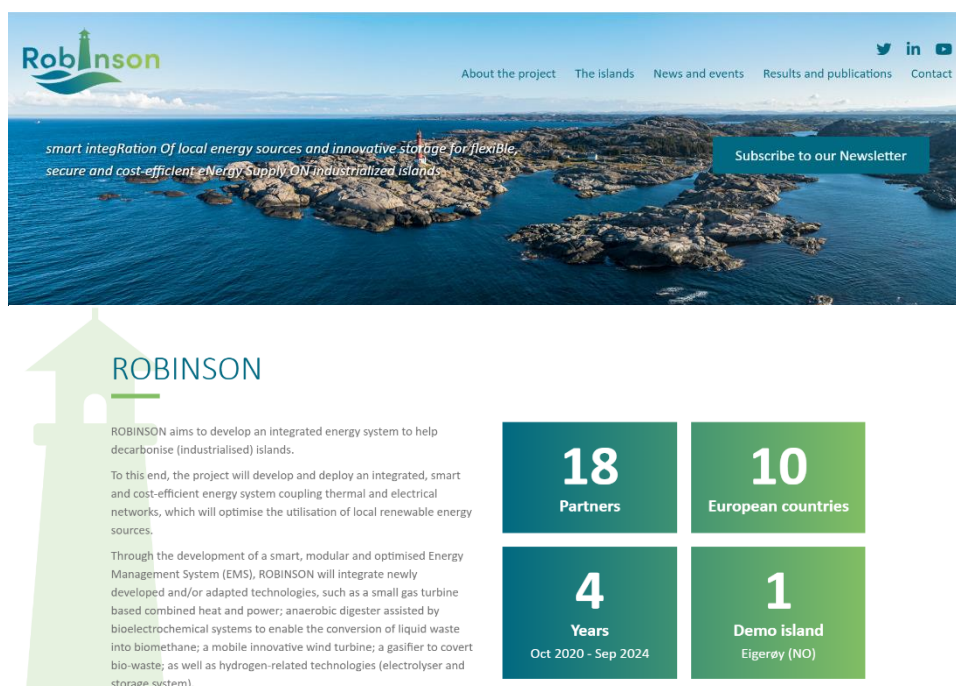 Robinson
About the project The islands News and events Results and publications Contact
smart integRation Of local energy sources and innovative storage for flexiBle,
secure and cost-efficIent eNergy Supply ON industrialized islands
Subscribe to our Newsletter
ROBINSON
ROBINSON aims to develop an integrated energy system to help
decarbonise (industrialised) islands.
To this end, the project will develop and deploy an integrated, smart
and cost-efficient energy system coupling thermal and electrical
networks, which will optimise the utilisation of local renewable energy
sources.
Through the development of a smart, modular and optimised Energy
Management System (EMS), ROBINSON will integrate newly
developed and/or adapted technologies, such as a small gas turbine
based combined heat and power; anaerobic digester assisted by
bioelectrochemical systems to enable the conversion of liquid waste
into biomethane; a mobile innovative wind turbine; a gasifier to covert
bio-waste; as well as hydrogen-related technologies (electrolyser and
storage system)
18
Partners
10
European countries
4
Years
Oct 2020 - Sep 2024
1
Demo island
Eigerøy (NO)